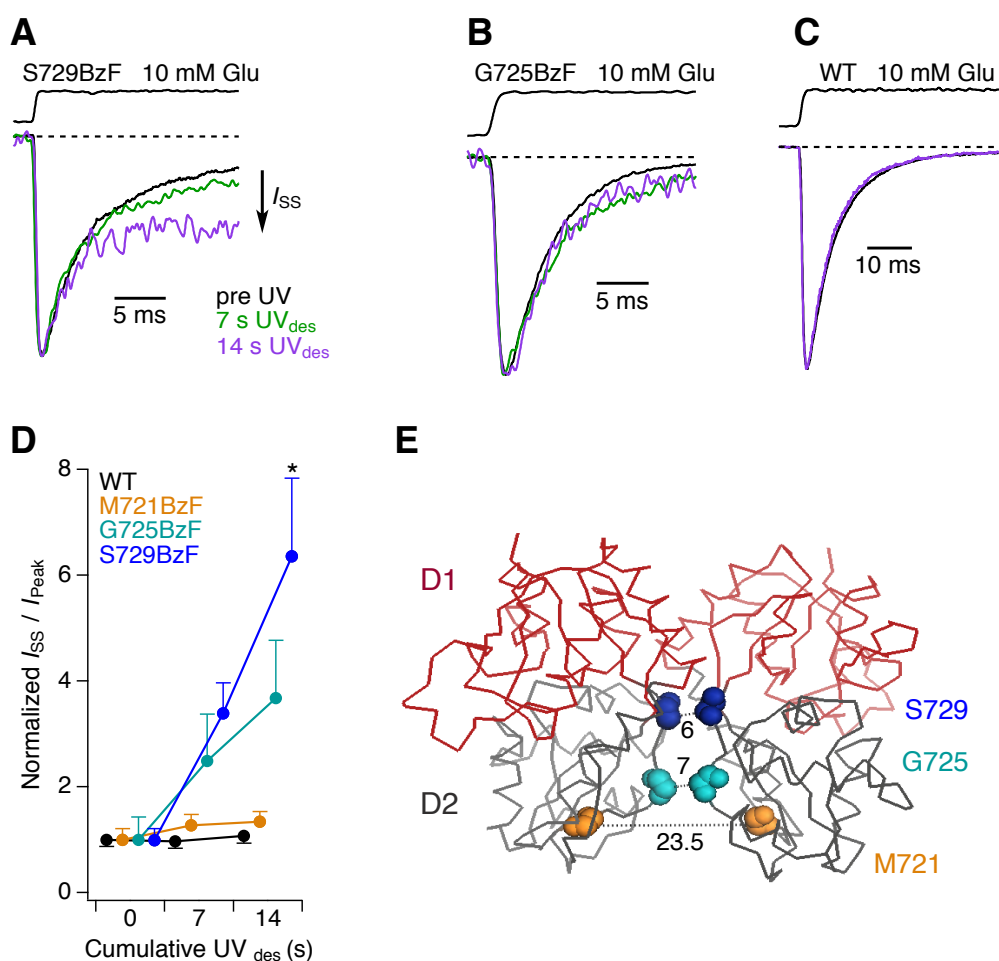 A
S729BzF 10 mM Glu
ISS
5 ms
pre UV
7 s UVdes
14 s UVdes
B
G725BzF 10 mM Glu
5 ms
C
WT 10 mM Glu
10 ms
D
Normalized ISS / IPeak
8
6
4
2
0
WT
M721BzF
G725BzF
S729BzF
*
0 7 14
Cumulative UV des (s)
E
D1
D2
6
7
23.5
S729
G725
M721